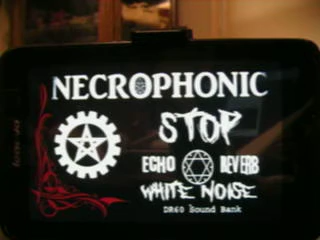 NECROPHONIC
STOP
ECHO REVERB
WHITE NOISE
DR60 Sound Bank